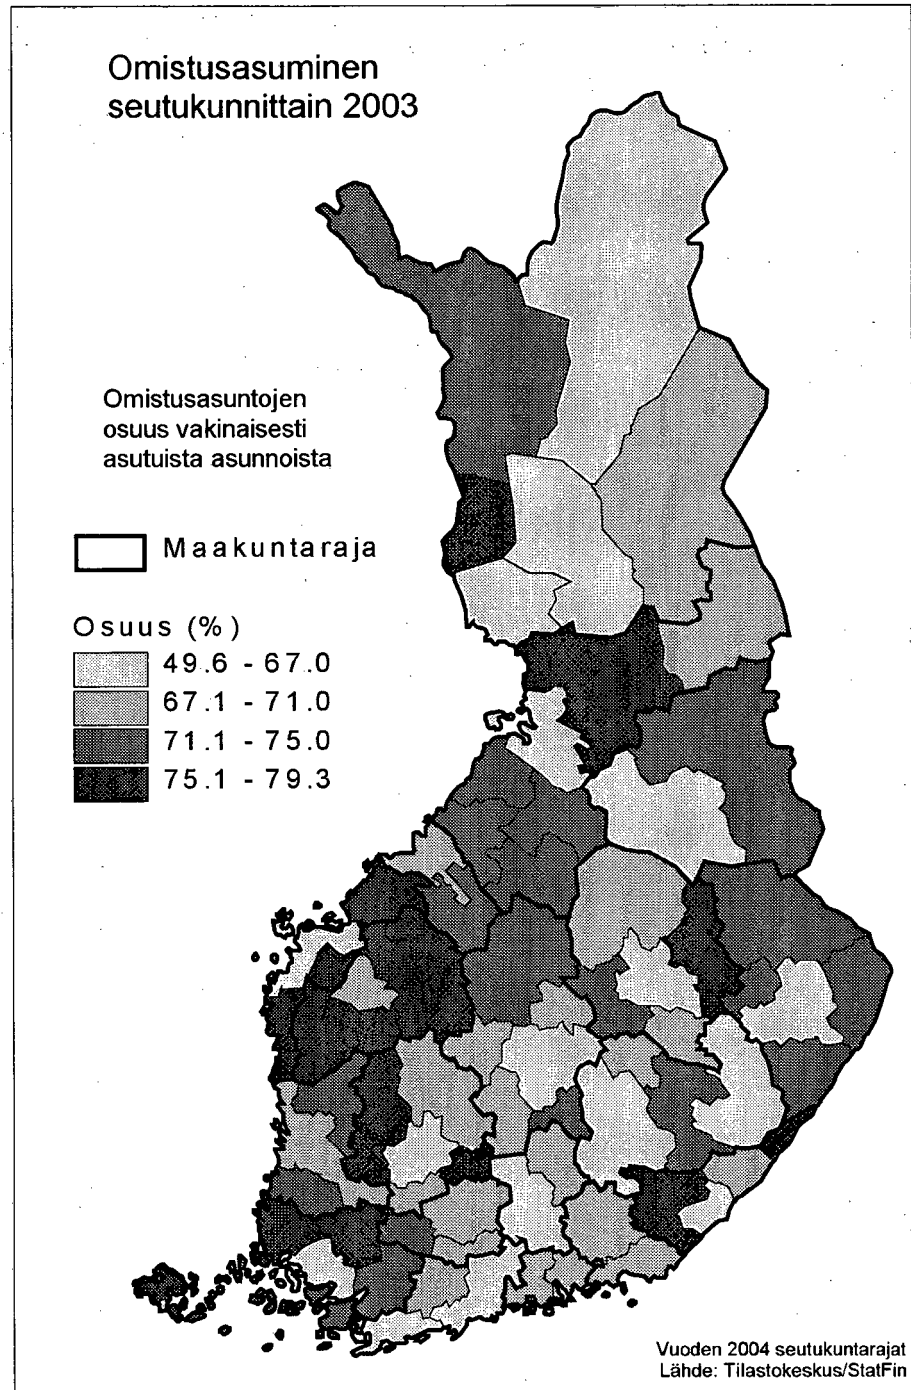 Omistusasuminen
seutukunnittain 2003
Omistusasuntojen
osuus vakinaisesti
asutuista asunnoista
Maakuntaraja
Osuus (%)
49.6 - 67.0
67.1 - 71.0
71.1 - 75.0
75.1 - 79.3
Vuoden 2004 seutukuntarajat
Lähde: Tilastokeskus/StatFin